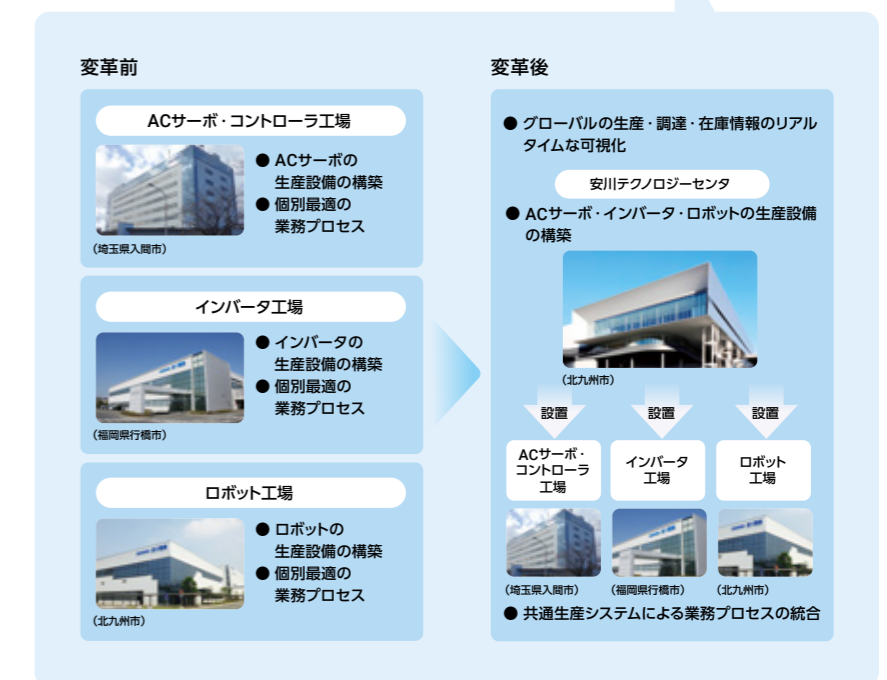 変革前
ACサーボ・コントローラ工場
● ACサーボの
生産設備の構築
● 個別最適の
業務プロセス
（埼玉県入間市）
インバータ工場
● インバータの
生産設備の構築
● 個別最適の
業務プロセス
（福岡県行橋市）
ロボット工場
● ロボットの
生産設備の構築
● 個別最適の
業務プロセス
（北九州市）
変革後
● グローバルの生産・調達・在庫情報のリアル
タイムな可視化
安川テクノロジーセンタ
● ACサーボ・インバータ・ロボットの生産設備
の構築
（北九州市）
設置
設置
設置
ACサーボ・
コントローラ
工場
インバータ
工場
ロボット
工場
（埼玉県入間市）
（福岡県行橋市）
（北九州市）
● 共通生産システムによる業務プロセスの統合